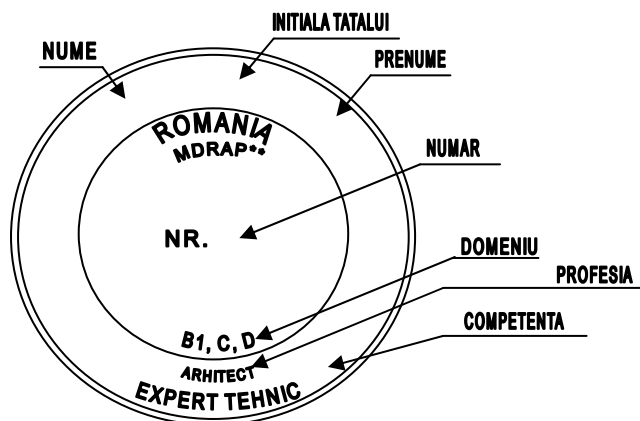 INITIALA TATALUI
NUME
PRENUME
ROMANIA
MDRAP**
NUMAR
NR.
DOMENIU
PROFESIA
B1, C, D
COMPETENTA
ARHITECT
EXPERT TEHNIC